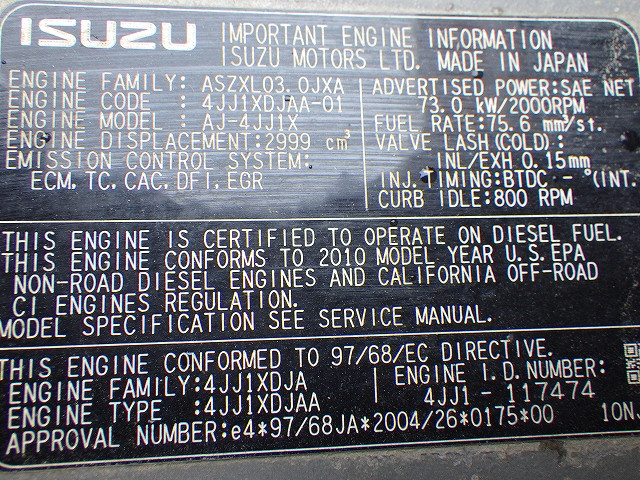 ISUZU IMPORTANT ENGINE INFORMATION
ISUZU MOTORS LTD. MADE IN JAPAN
ENGINE FAMILY: ASZXL03.0JXA
ENGINE CODE : 4JJ1XDJAA-01
ENGINE MODEL : AJ-4JJ1X
ENGINE DISPLACEMENT:2999 cm³
EMISSION CONTROL SYSTEM:
ECM.TC.CAC.DFI.EGR
ADVERTISED POWER:SAE NET
73.0 kW/2000RPM
FUEL RATE:75.6 mm³/st.
VALVE LASH(COLD):
INL/EXH 0.15mm
INJ.TIMING:BTDC -°(INT.
CURB IDLE:800 RPM
THIS ENGINE IS CERTIFIED TO OPERATE ON DIESEL FUEL.
THIS ENGINE CONFORMS TO 2010 MODEL YEAR U.S.EPA
NON-ROAD DIESEL ENGINES AND CALIFORNIA OFF-ROAD
CI ENGINES REGULATION.
MODEL SPECIFICATION SEE SERVICE MANUAL.
THIS ENGINE CONFORMED TO 97/68/EC DIRECTIVE.
ENGINE FAMILY:4JJ1XDJA
ENGINE TYPE :4JJ1XDJAA
ENGINE I.D.NUMBER:
4JJ1 - 117474
APPROVAL NUMBER:e4*97/68JA*2004/26*0175*00 10N